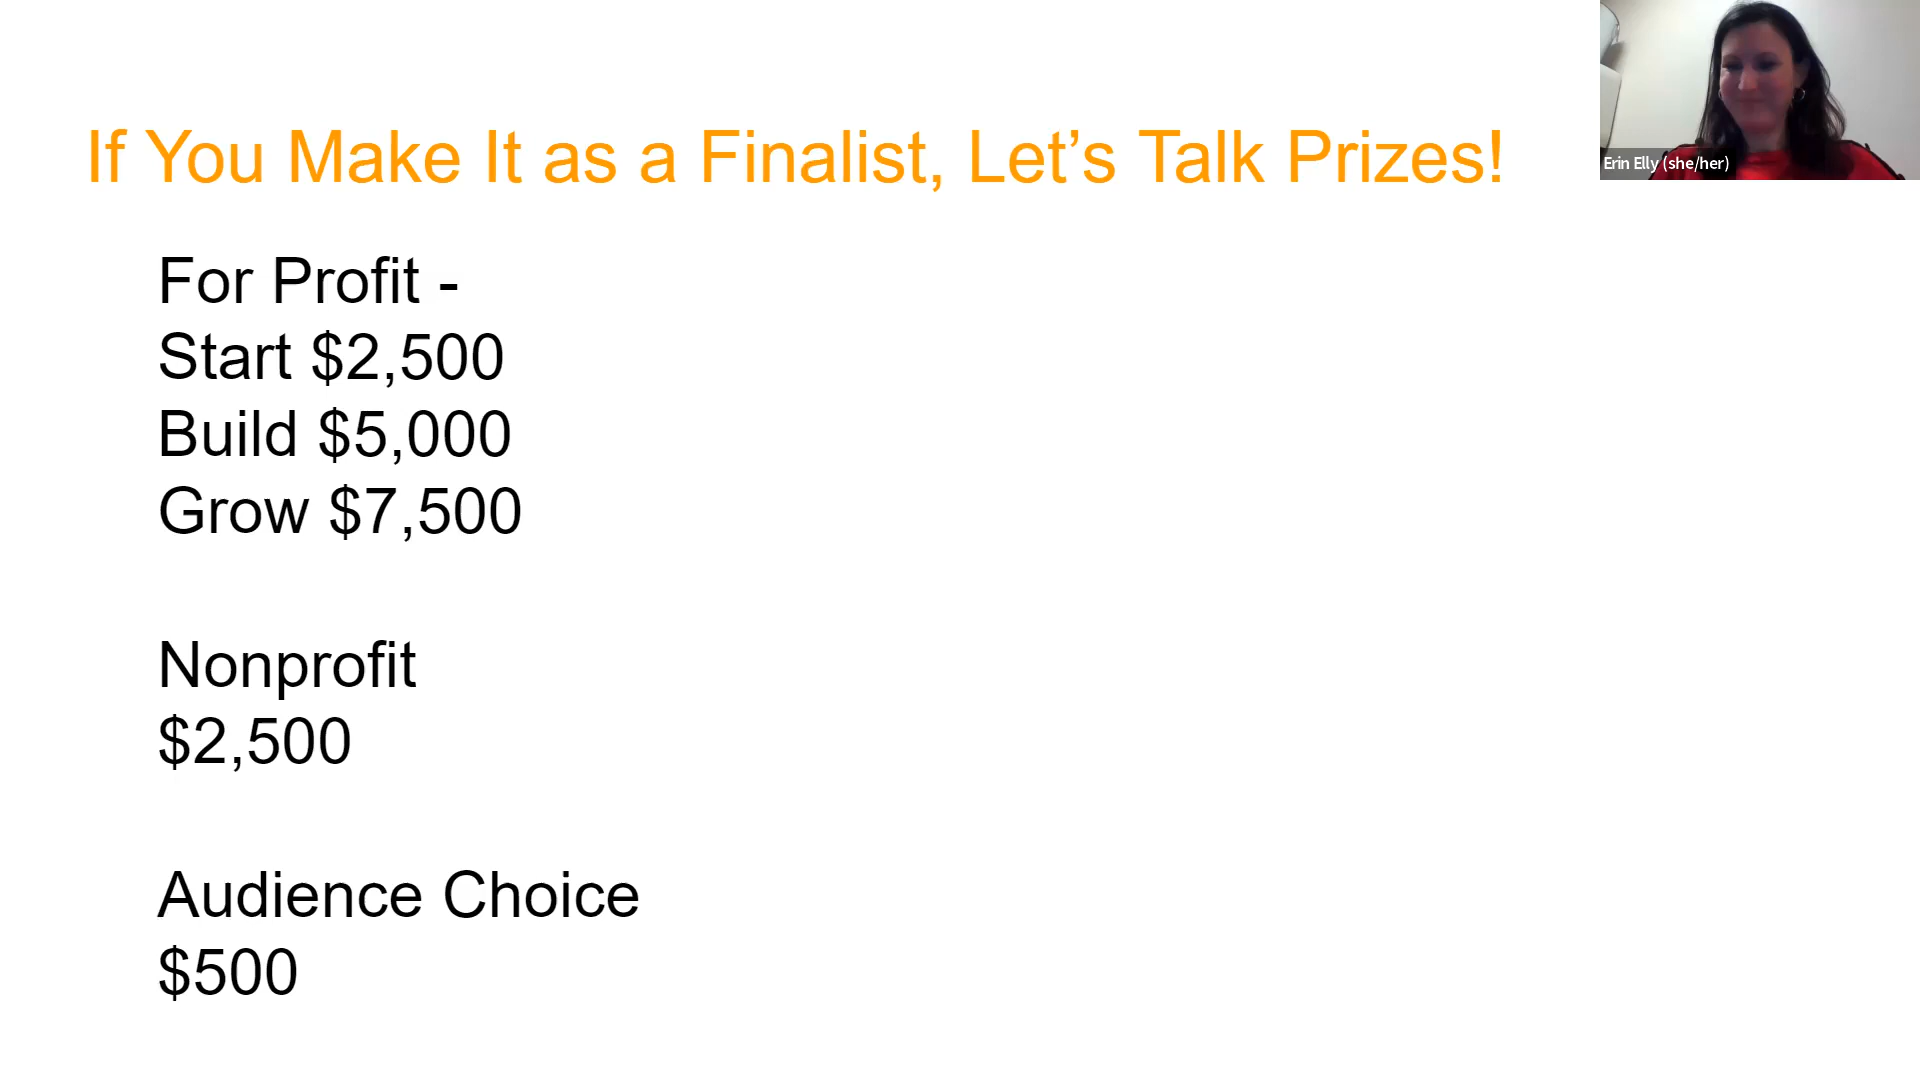 If You Make It as a Finalist, Let’s Talk Prizes!
Erin Elly (she/her)
For Profit -
Start $2,500
Build $5,000
Grow $7,500
Nonprofit
$2,500
Audience Choice
$500